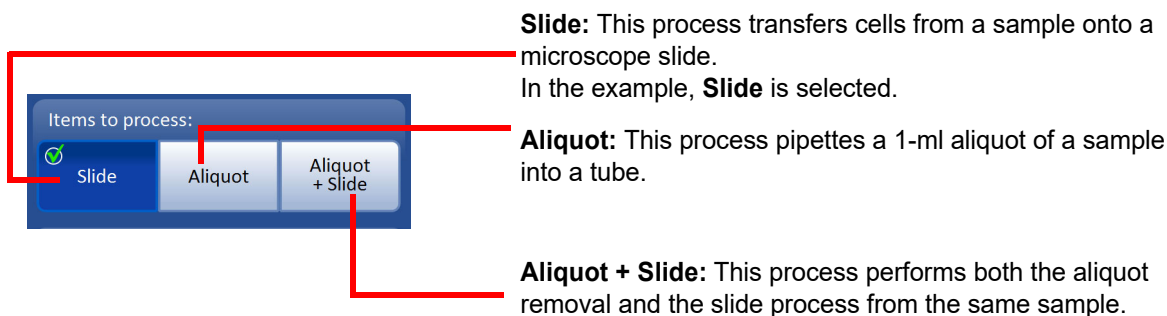 Slide: This process transfers cells from a sample onto a
microscope slide.
In the example, Slide is selected.
Items to process:
Slide
Aliquot
Aliquot
+ Slide
Aliquot: This process pipettes a 1-ml aliquot of a sample
into a tube.
Aliquot + Slide: This process performs both the aliquot
removal and the slide process from the same sample.